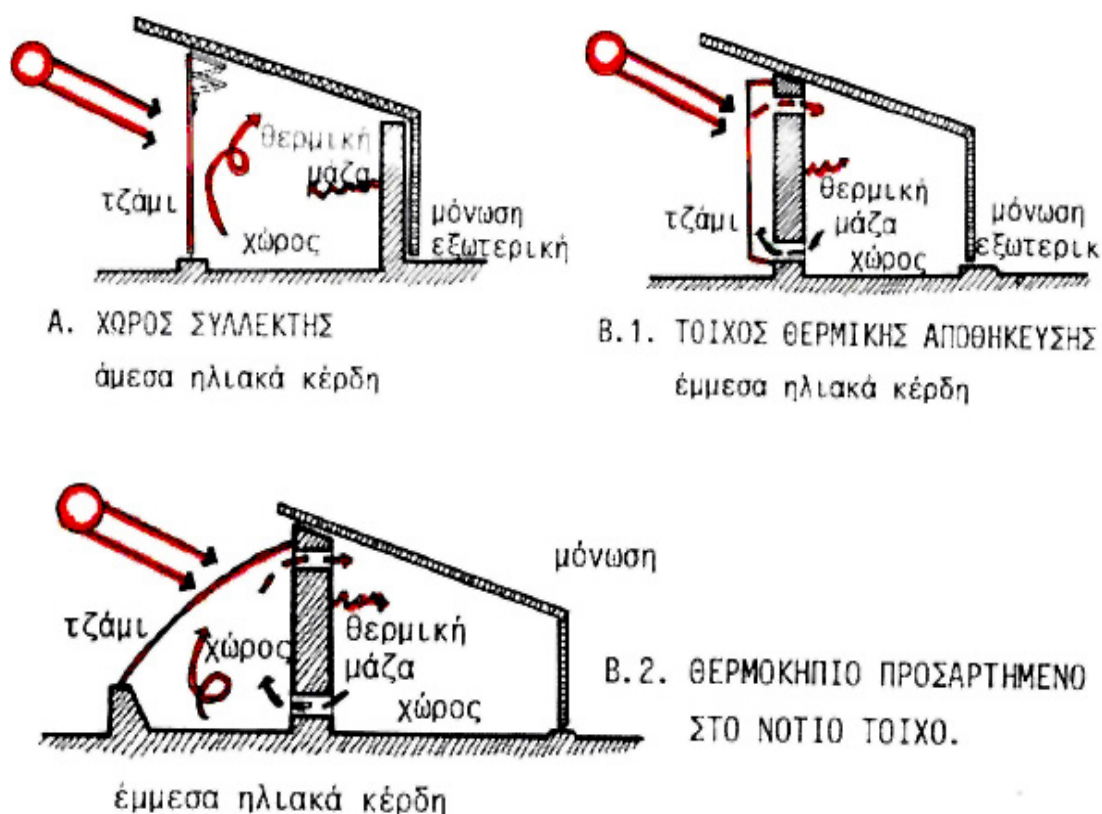 θερμική
μάζα
τζάμι
χώρος
μόνωση
εξωτερική
A. ΧΩΡΟΣ ΣΥΛΛΕΚΤΗΣ
άμεσα ηλιακά κέρδη
θερμική
μάζα
τζάμι
χώρος
μόνωση
εξωτερικ
B.1. ΤΟΙΧΟΣ ΘΕΡΜΙΚΗΣ ΑΠΟΘΗΚΕΥΣΗΣ
έμμεσα ηλιακά κέρδη
μόνωση
τζάμι
χώρος
θερμική
μάζα
χώρος
B.2. ΘΕΡΜΟΚΗΠΙΟ ΠΡΟΣΑΡΤΗΜΕΝΟ
ΣΤΟ ΝΟΤΙΟ ΤΟΙΧΟ.
έμμεσα ηλιακά κέρδη